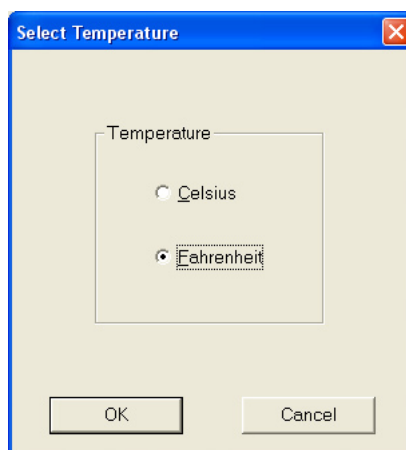 Select Temperature
Temperature
Celsius
Fahrenheit
OK Cancel